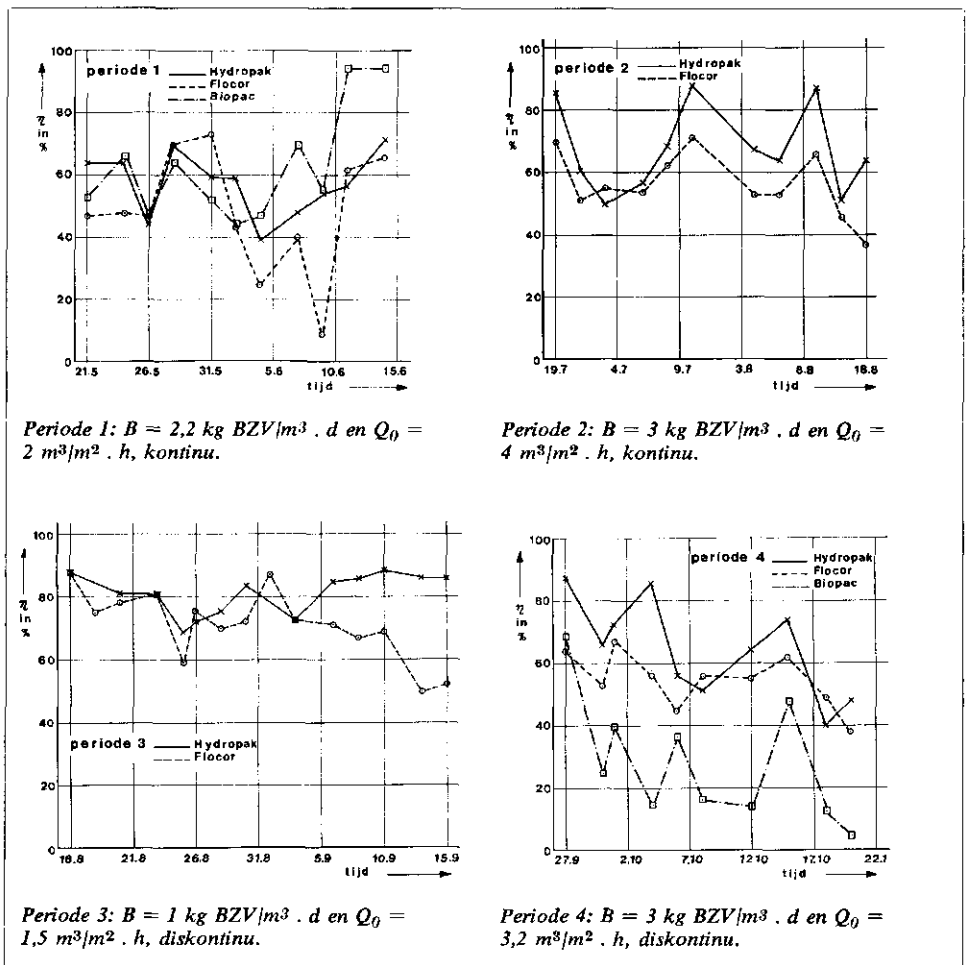 periode 1
Hydropak
Flocor
Biopac
η in %
100
80
60
40
20
0
21.5 26.5 31.5 5.6 10.6 15.6
tijd
Periode 1: B = 2,2 kg BZV/m³ . d en Q₀ =
2 m³/m² . h, kontinu.
periode 2
Hydropak
Flocor
η in %
100
80
60
40
20
0
19.7 4.7 9.7 3.8 8.8 18.8
tijd
Periode 2: B = 3 kg BZV/m³ . d en Q₀ =
4 m³/m² . h, kontinu.
periode 3
Hydropak
Flocor
η in %
100
80
60
40
20
0
18.8 21.8 26.8 31.8 5.9 10.9 15.9
tijd
Periode 3: B = 1 kg BZV/m³ . d en Q₀ =
1,5 m³/m² . h, diskontinu.
periode 4
Hydropak
Flocor
Biopac
η in %
100
80
60
40
20
0
27.9 2.10 7.10 12.10 17.10 22.1
tijd
Periode 4: B = 3 kg BZV/m³ . d en Q₀ =
3,2 m³/m² . h, diskontinu.